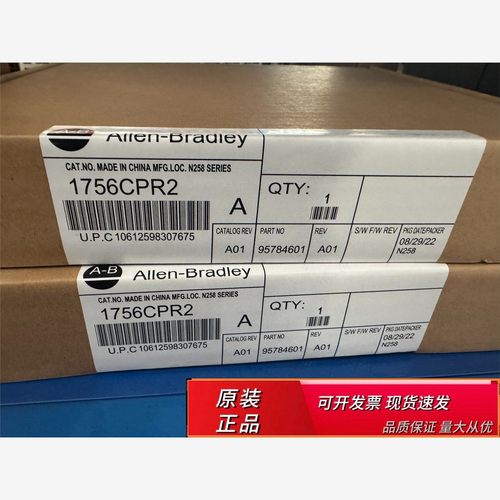 A-B
Allen-Bradley
CAT.NO. MADE IN CHINA MFG.LOC. N258 SERIES
1756CPR2
A
QTY:
1
U.P.C 10612598307675
CATALOG REV
A01
PART NO
95784601
REV
A01
S/W F/W REV
PKG DATE/PACKER
08/29/22
N258
A-B
Allen-Bradley
CAT.NO. MADE IN CHINA MFG.LOC. N258 SERIES
1756CPR2
A
QTY:
1
U.P.C 10612598307675
CATALOG REV
A01
PART NO
95784601
REV
A01
S/W F/W REV
PKG DATE/PACKER
08/29/22
N258
原装
正品
可开发票 现货速发
品质保证 量大从优